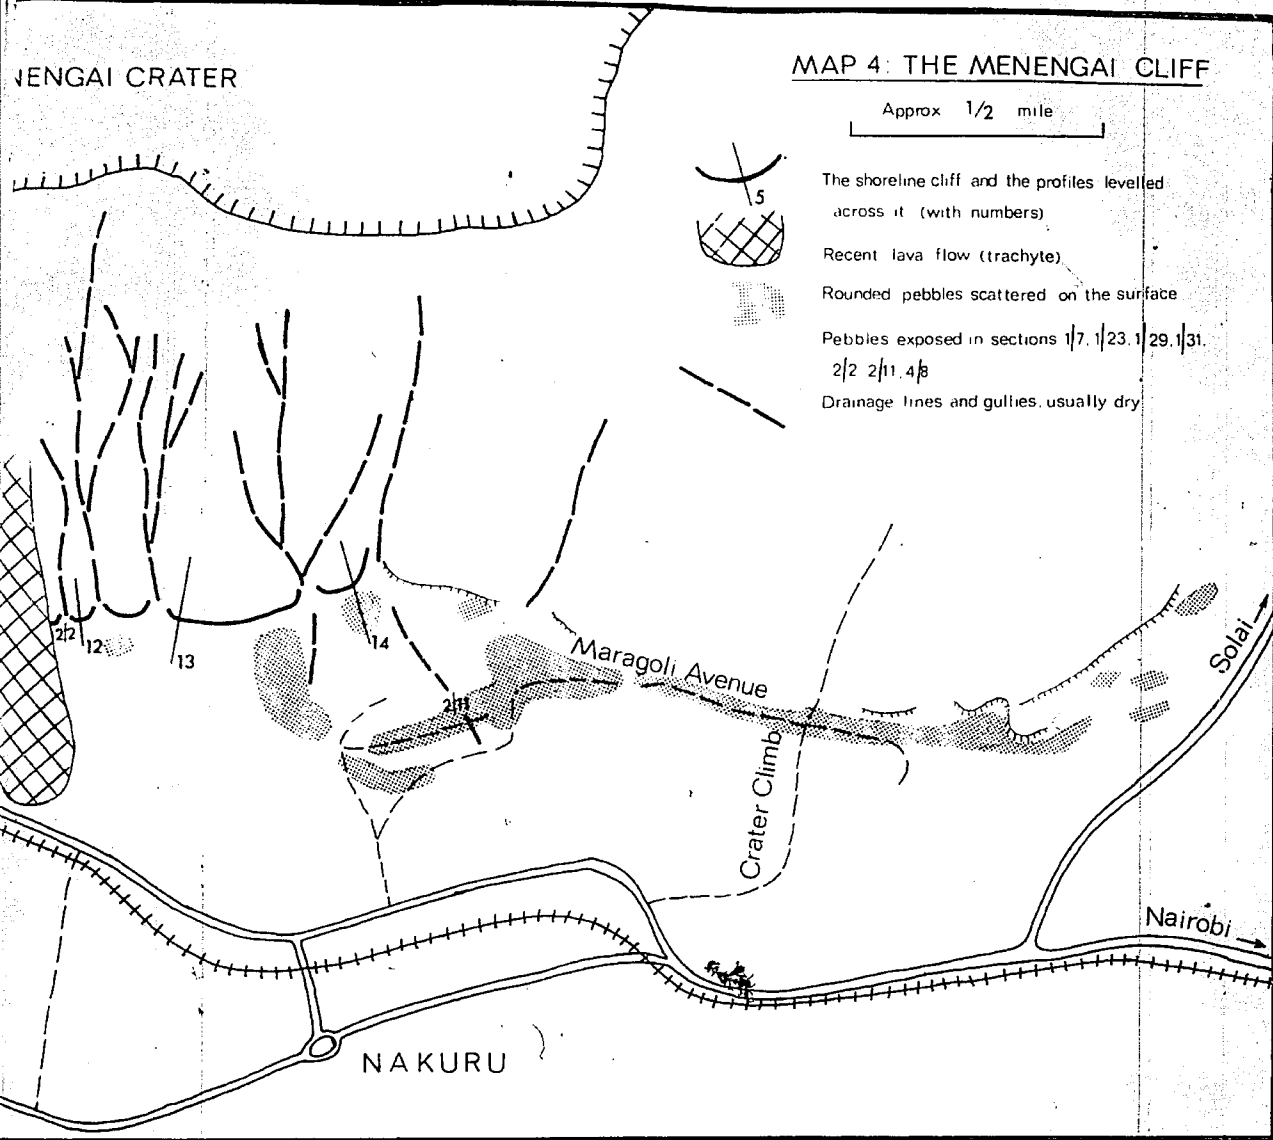 MENENGAI CRATER
MAP 4: THE MENENGAI CLIFF
Approx 1/2 mile
5
The shoreline cliff and the profiles levelled
across it (with numbers)
Recent lava flow (trachyte)
Rounded pebbles scattered on the surface
Pebbles exposed in sections 1/7, 1/23, 1/29, 1/31,
2/2 2/11, 4/8
Drainage lines and gullies, usually dry
2/2
12
13
14
2/11
Maragoli Avenue
Crater Climb
Solai
Nairobi
NAKURU